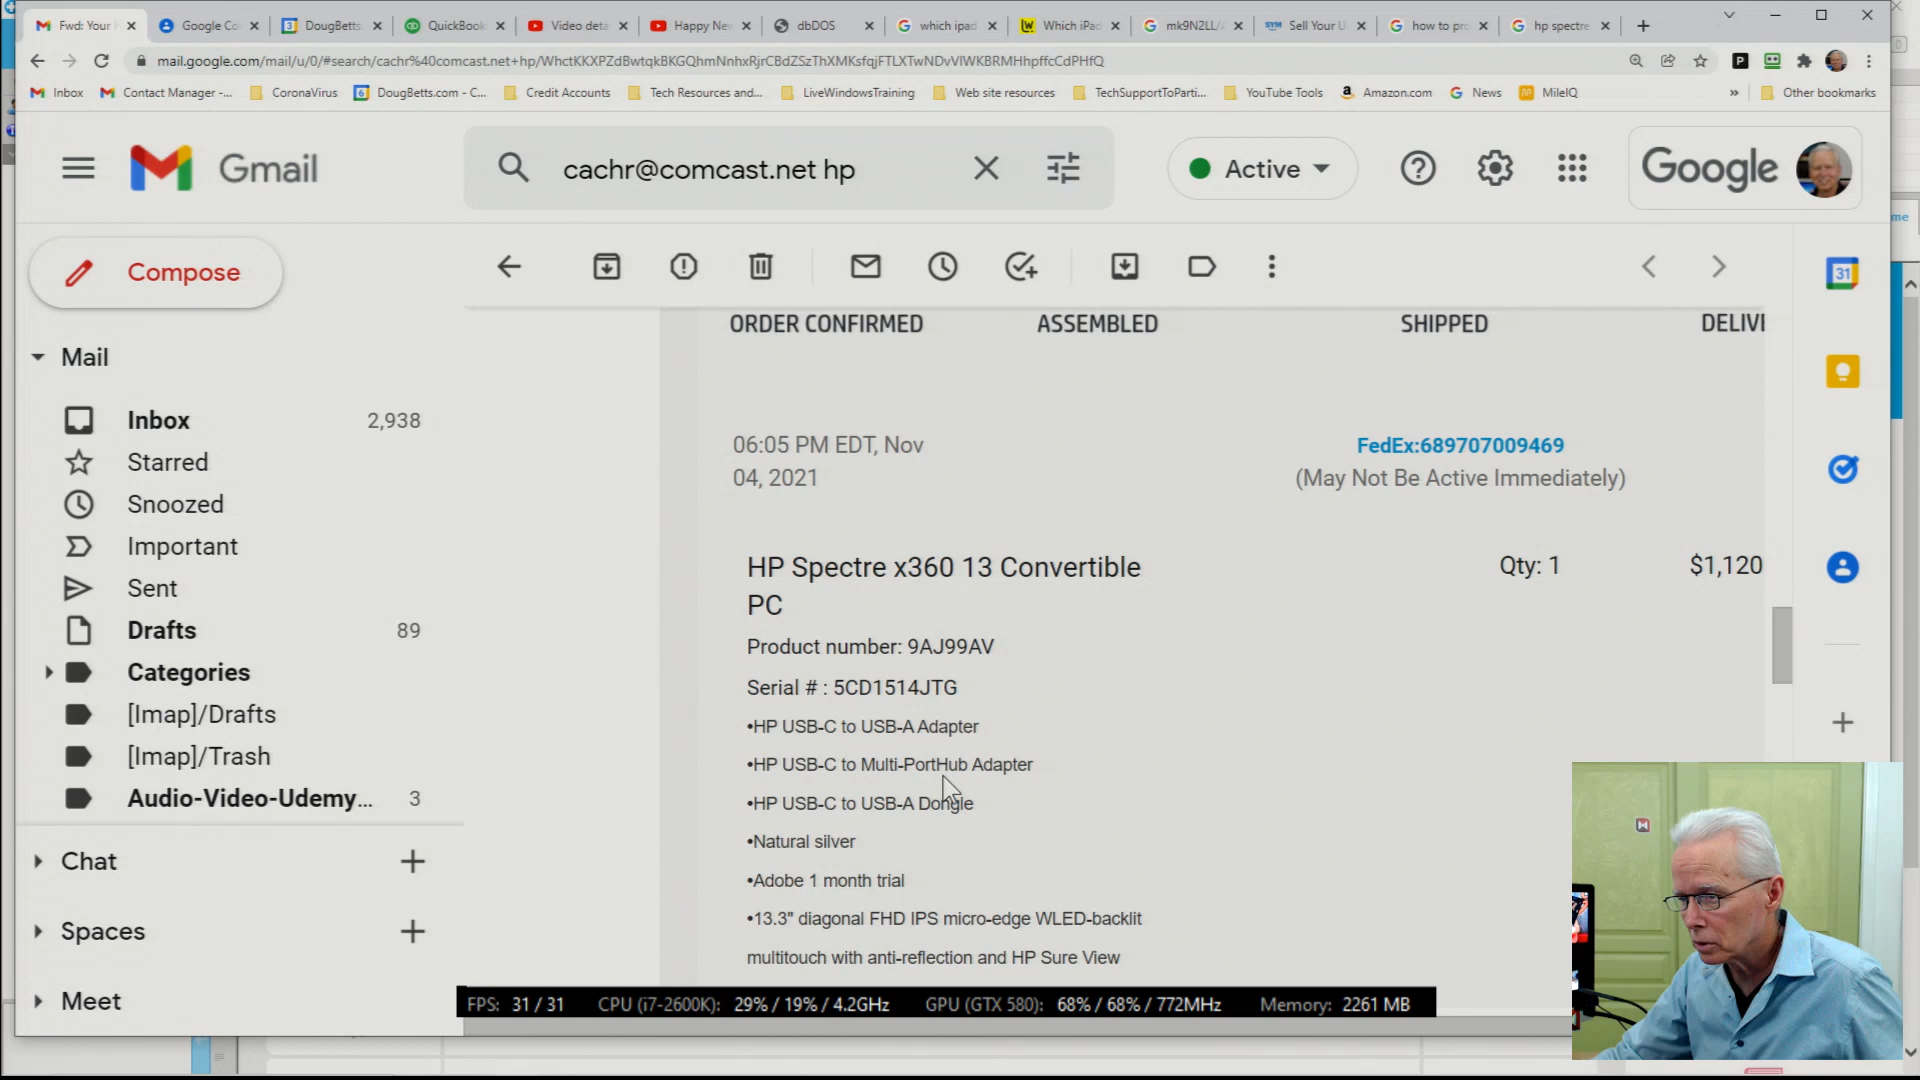 Fwd: Your H
Google Co
DougBetts.
QuickBook
Video deta
Happy Nev
dbDOS
which ipad
Which iPad
mk9N2LL/A
Sell Your U
how to pro
hp spectre
mail.google.com/mail/u/0/#search/cachr%40comcast.net+hp/WhctKKXPZdBwtqkBKGQhmNnhxRjrCBdZSzThXMKsfqjFTLXTwNDvVlWKBRMHhpffcCdPHfQ
Inbox
Contact Manager -...
CoronaVirus
DougBetts.com - C...
Credit Accounts
Tech Resources and...
LiveWindowsTraining
Web site resources
TechSupportToParti...
YouTube Tools
Amazon.com
News
MileIQ
»
Other bookmarks
Gmail
cachr@comcast.net hp
Active
Google
Compose
31
Mail
Inbox 2,938
Starred
Snoozed
Important
Sent
Drafts 89
Categories
[Imap]/Drafts
[Imap]/Trash
Audio-Video-Udemy... 3
Chat
Spaces
Meet
ORDER CONFIRMED ASSEMBLED SHIPPED DELIVI
06:05 PM EDT, Nov
04, 2021
FedEx:689707009469
(May Not Be Active Immediately)
HP Spectre x360 13 Convertible
PC
Qty: 1 $1,120
Product number: 9AJ99AV
Serial # : 5CD1514JTG
•HP USB-C to USB-A Adapter
•HP USB-C to Multi-PortHub Adapter
•HP USB-C to USB-A Dongle
•Natural silver
•Adobe 1 month trial
•13.3" diagonal FHD IPS micro-edge WLED-backlit
multitouch with anti-reflection and HP Sure View
FPS: 31 / 31 CPU (i7-2600K): 29% / 19% / 4.2GHz GPU (GTX 580): 68% / 68% / 772MHz Memory: 2261 MB
me